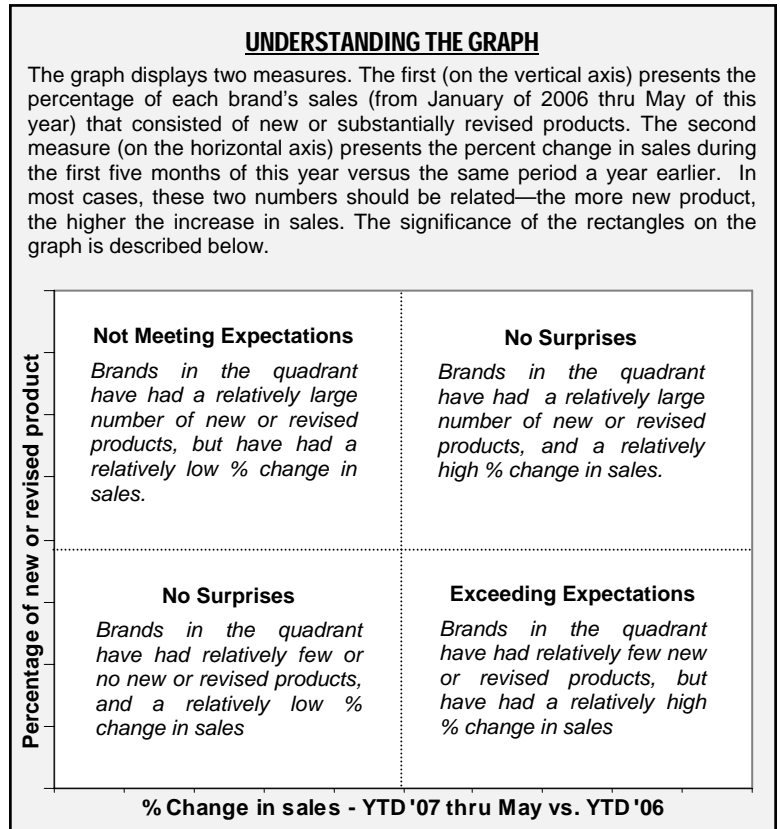 UNDERSTANDING THE GRAPH
The graph displays two measures. The first (on the vertical axis) presents the
percentage of each brand's sales (from January of 2006 thru May of this
year) that consisted of new or substantially revised products. The second
measure (on the horizontal axis) presents the percent change in sales during
the first five months of this year versus the same period a year earlier. In
most cases, these two numbers should be related—the more new product,
the higher the increase in sales. The significance of the rectangles on the
graph is described below.
Percentage of new or revised product
Not Meeting Expectations
Brands in the quadrant
have had a relatively large
number of new or revised
products, but have had a
relatively low % change in
sales.
No Surprises
Brands in the quadrant
have had a relatively large
number of new or revised
products, and a relatively
high % change in sales.
No Surprises
Brands in the quadrant
have had relatively few or
no new or revised products,
and a relatively low %
change in sales
Exceeding Expectations
Brands in the quadrant
have had relatively few new
or revised products, but
have had a relatively high
% change in sales
% Change in sales - YTD '07 thru May vs. YTD '06